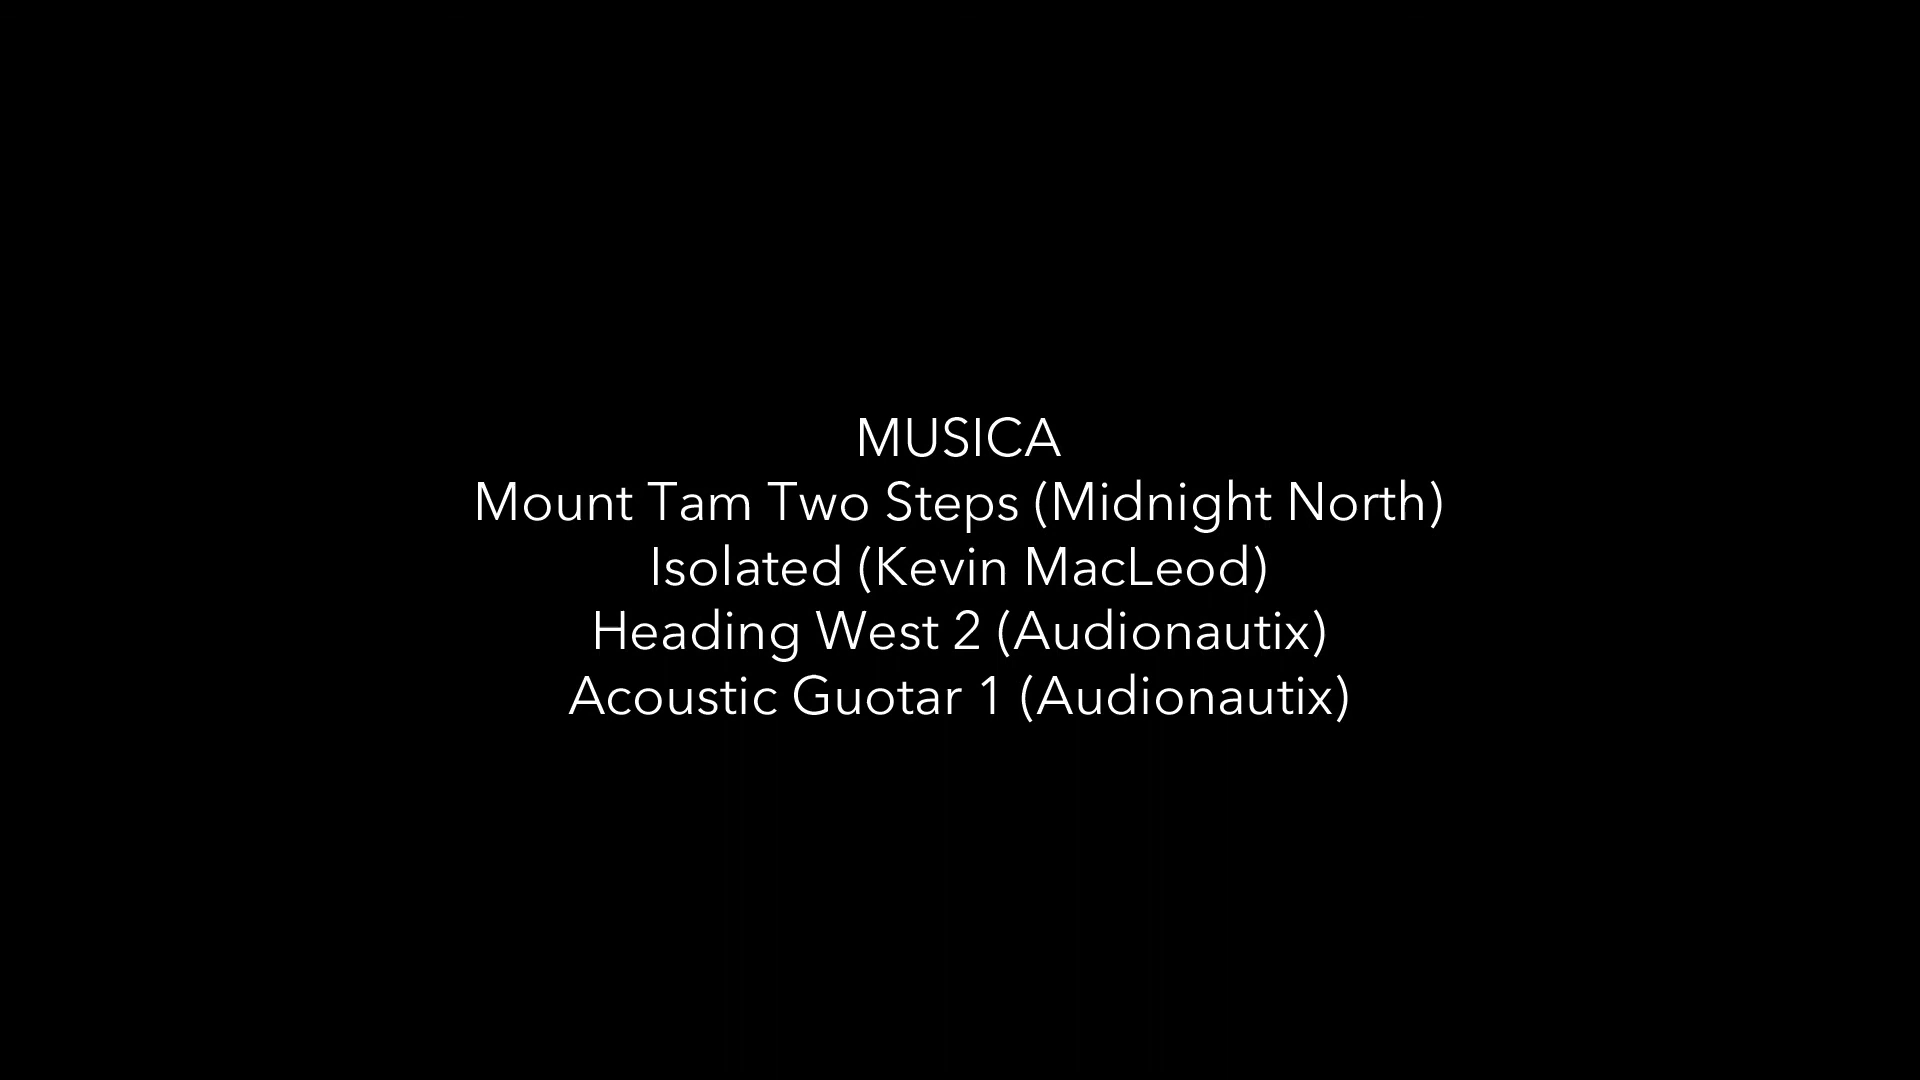 MUSICA
Mount Tam Two Steps (Midnight North)
Isolated (Kevin MacLeod)
Heading West 2 (Audionautix)
Acoustic Guotar 1 (Audionautix)